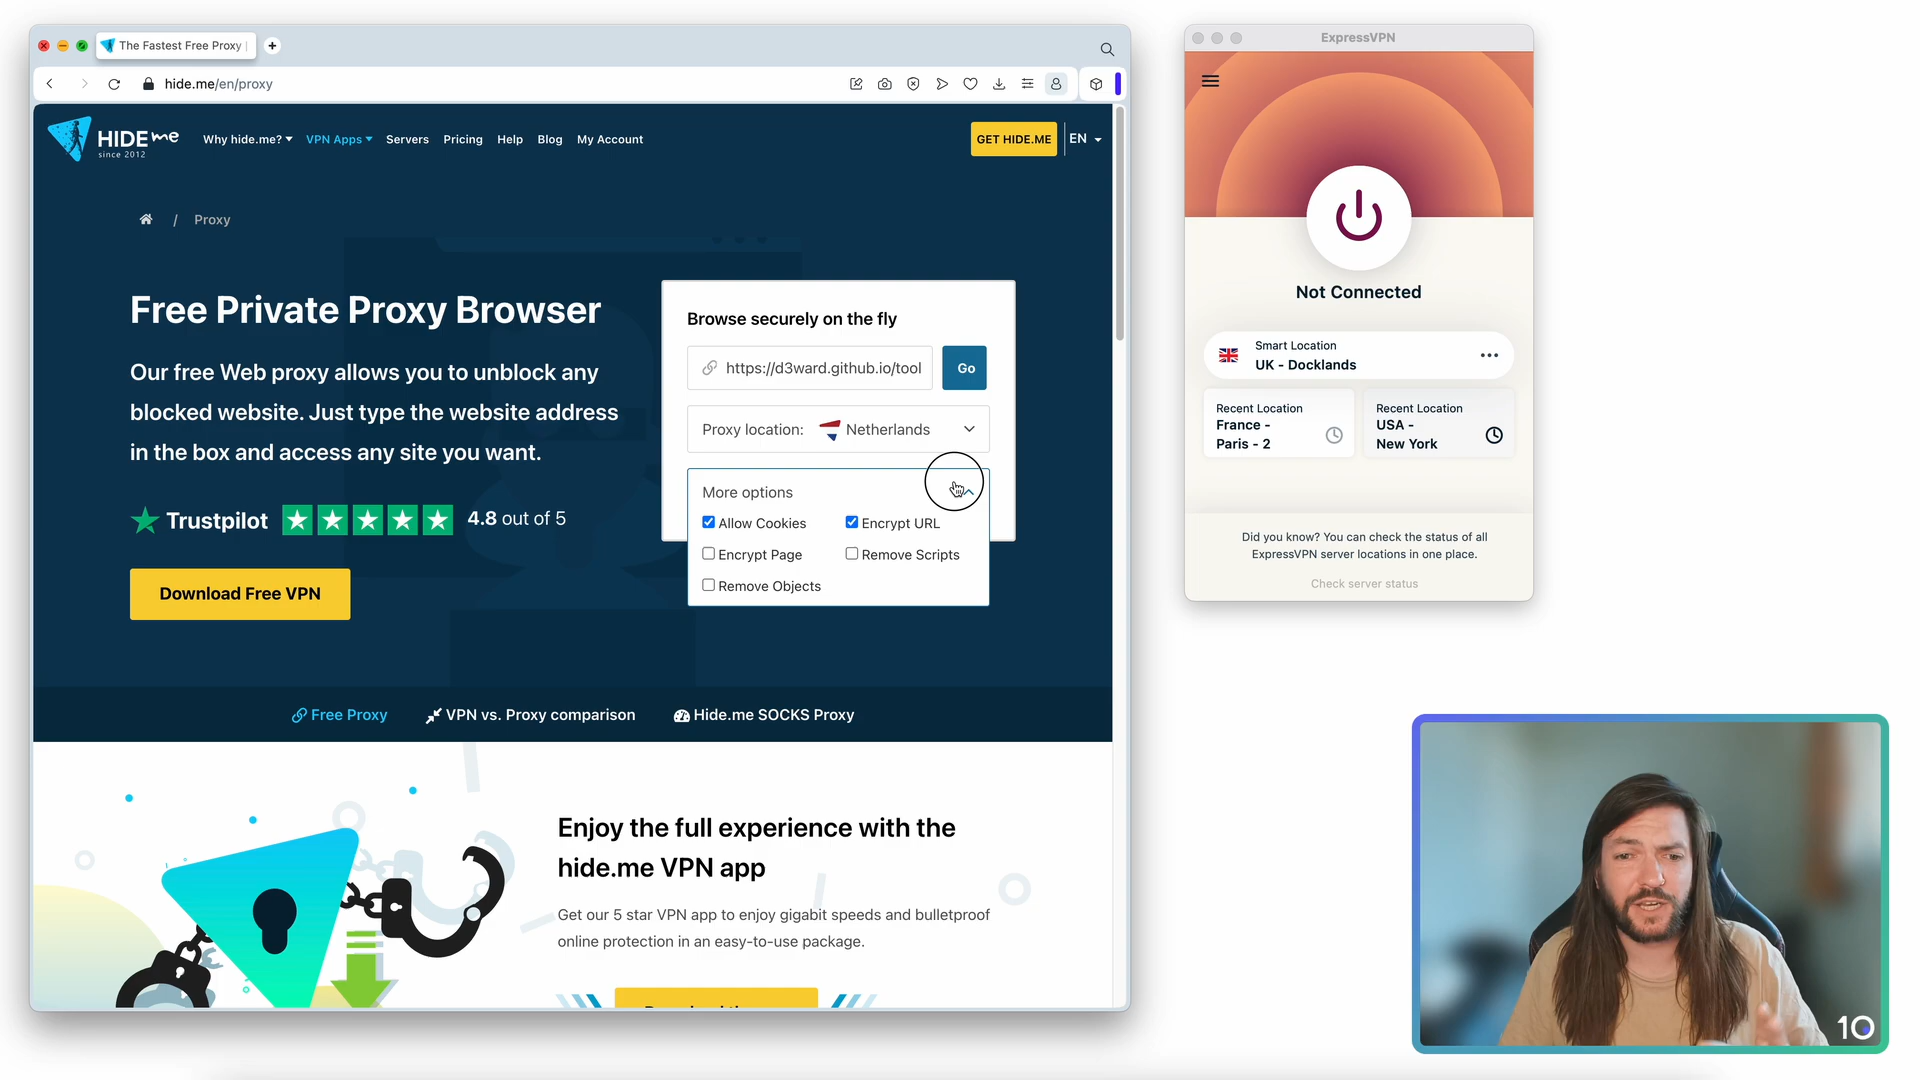 The Fastest Free Proxy |
hide.me/en/proxy
HIDE me
since 2012
Why hide.me?
VPN Apps
Servers
Pricing
Help
Blog
My Account
GET HIDE.ME
EN
/ Proxy
Free Private Proxy Browser
Our free Web proxy allows you to unblock any
blocked website. Just type the website address
in the box and access any site you want.
Trustpilot
4.8 out of 5
Download Free VPN
Browse securely on the fly
https://d3ward.github.io/tool
Go
Proxy location:
Netherlands
More options
Allow Cookies
Encrypt URL
Encrypt Page
Remove Scripts
Remove Objects
Free Proxy
VPN vs. Proxy comparison
Hide.me SOCKS Proxy
Enjoy the full experience with the
hide.me VPN app
Get our 5 star VPN app to enjoy gigabit speeds and bulletproof
online protection in an easy-to-use package.
ExpressVPN
Not Connected
Smart Location
UK - Docklands
Recent Location
France -
Paris - 2
Recent Location
USA -
New York
Did you know? You can check the status of all
ExpressVPN server locations in one place.
Check server status
10